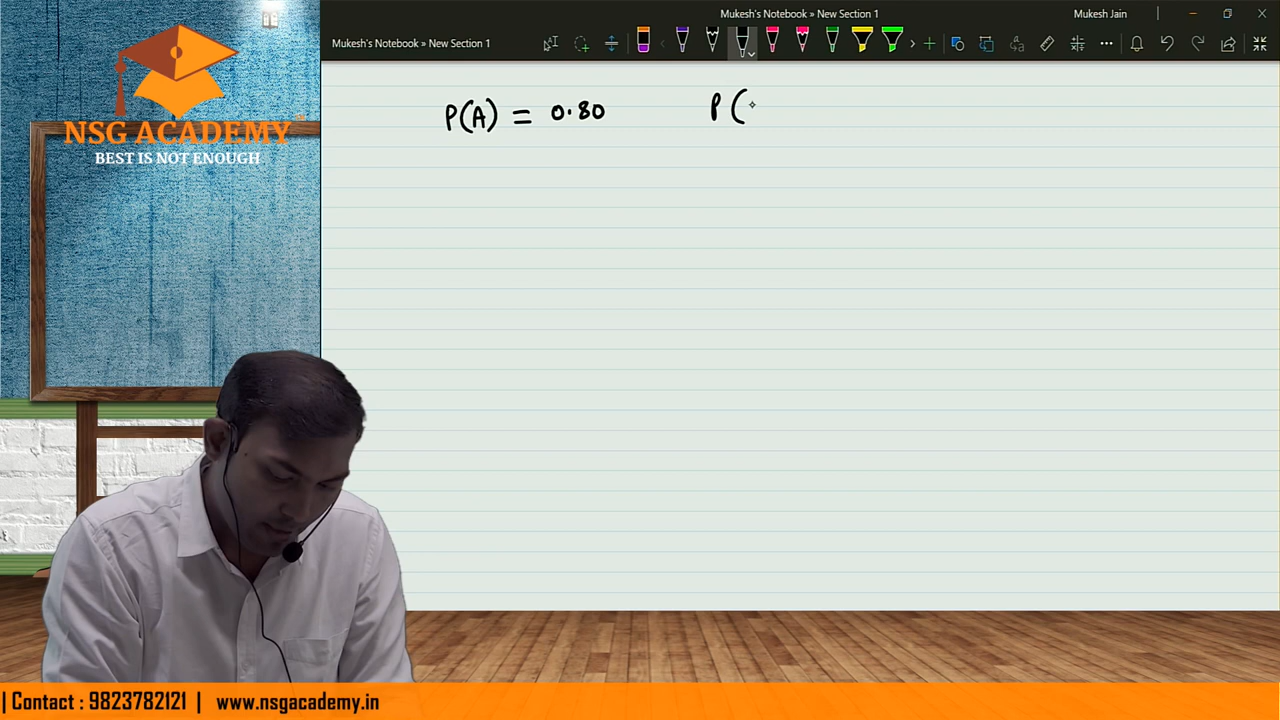 Mukesh's Notebook » New Section 1
Mukesh Jain
Mukesh's Notebook » New Section 1
NSG ACADEMY
BEST IS NOT ENOUGH
P(A) = 0.80 P(
| Contact : 9823782121 | www.nsgacademy.in